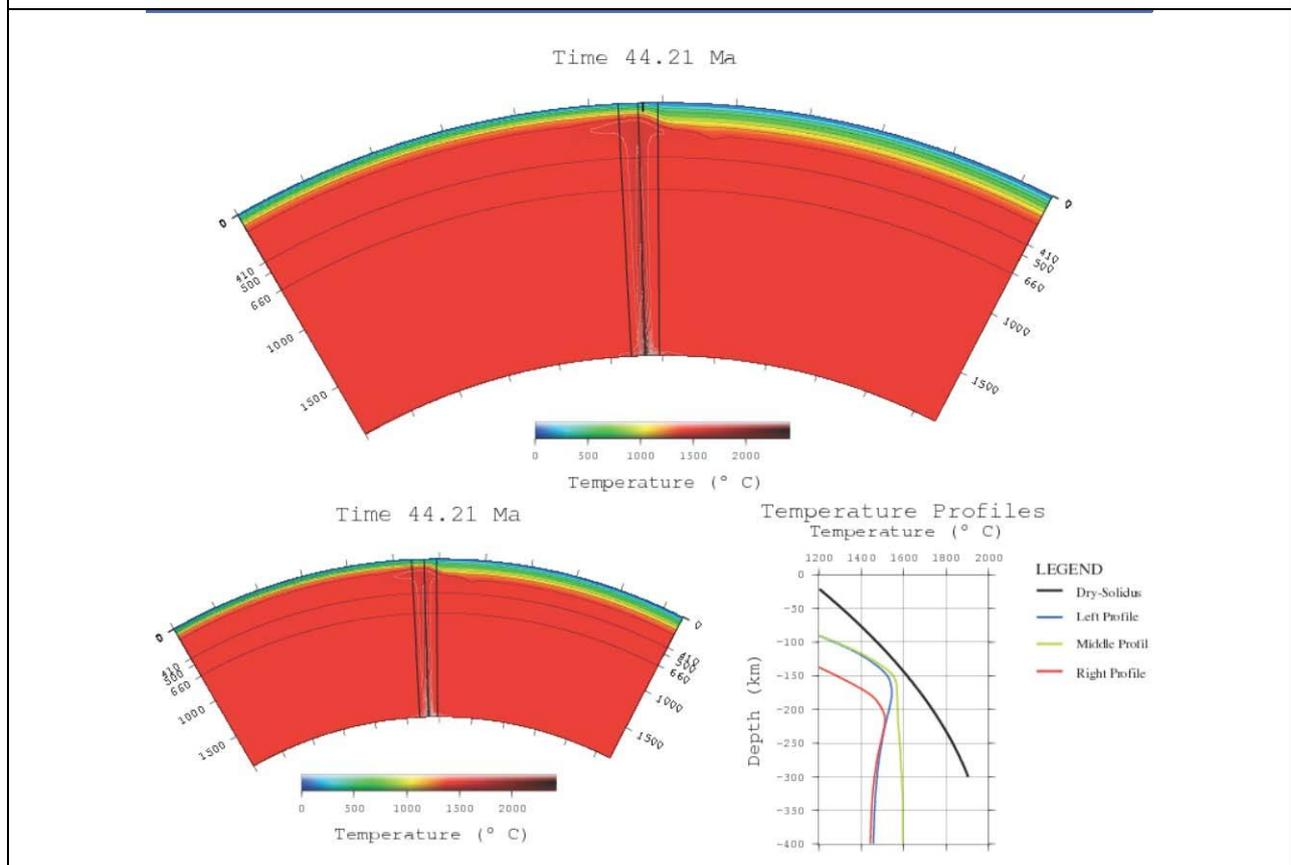 Time 44.21 Ma
0
410
500
660
1000
1500
0
410
500
660
1000
1500
0 500 1000 1500 2000
Temperature (° C)
Time 44.21 Ma
0
410
500
660
1000
1500
0
410
500
660
1000
1500
0 500 1000 1500 2000
Temperature (° C)
Temperature Profiles
Temperature (° C)
1200 1400 1600 1800 2000
Depth (km)
0
-50
-100
-150
-200
-250
-300
-350
-400
LEGEND
Dry-Solidus
Left Profile
Middle Profil
Right Profile